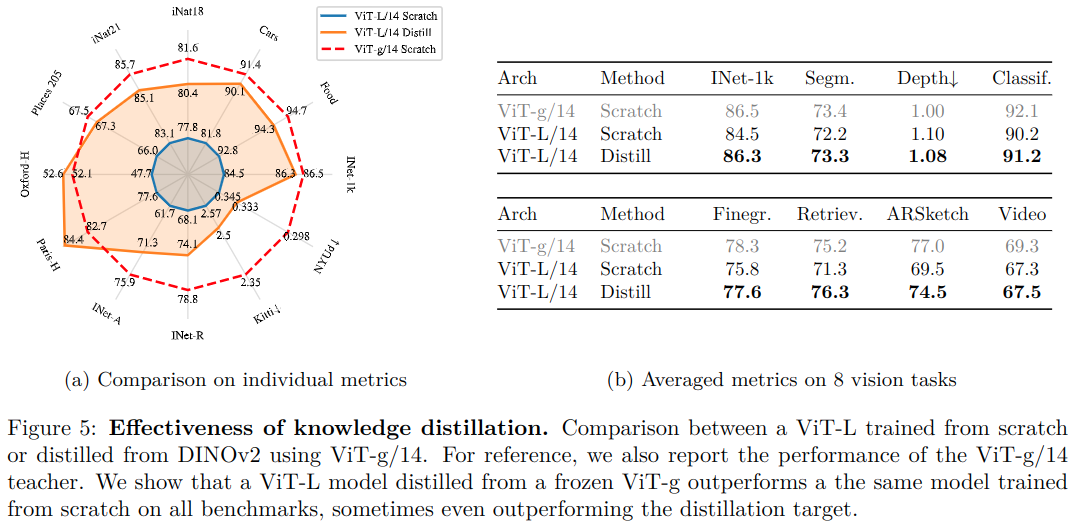 iNat18
ViT-L/14 Scratch
ViT-L/14 Distill
ViT-g/14 Scratch
iNat21
Cars
81.6
85.7
91.4
80.4
85.1
90.1
Places 205
Food
67.5
94.7
67.3
94.3
77.8
83.1
81.8
66.0
92.8
Oxford-H
52.6
52.1
47.7
84.5
86.3
86.5
INet 1k
77.6
0.345
0.333
61.7
2.57
68.1
82.7
84.4
71.3
74.1
2.5
0.298
Paris-H
NYUd↓
75.9
78.8
2.35
INet-A
INet-R
Kitti↓
(a) Comparison on individual metrics
Arch Method INet-1k Segm. Depth↓ Classif.
ViT-g/14 Scratch 86.5 73.4 1.00 92.1
ViT-L/14 Scratch 84.5 72.2 1.10 90.2
ViT-L/14 Distill 86.3 73.3 1.08 91.2
Arch Method Finegr. Retriev. ARSketch Video
ViT-g/14 Scratch 78.3 75.2 77.0 69.3
ViT-L/14 Scratch 75.8 71.3 69.5 67.3
ViT-L/14 Distill 77.6 76.3 74.5 67.5
(b) Averaged metrics on 8 vision tasks
Figure 5: Effectiveness of knowledge distillation. Comparison between a ViT-L trained from scratch
or distilled from DINOv2 using ViT-g/14. For reference, we also report the performance of the ViT-g/14
teacher. We show that a ViT-L model distilled from a frozen ViT-g outperforms a the same model trained
from scratch on all benchmarks, sometimes even outperforming the distillation target.